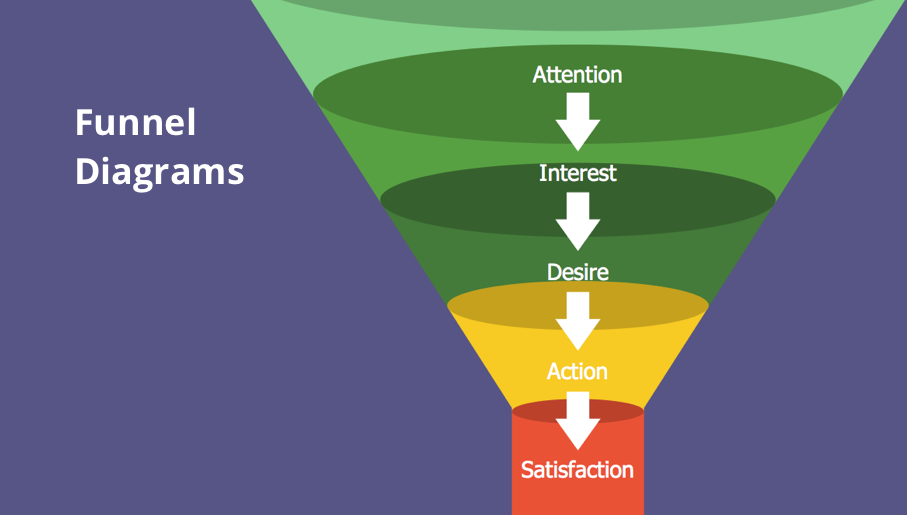 Funnel
Diagrams
Attention
Interest
Desire
Action
Satisfaction